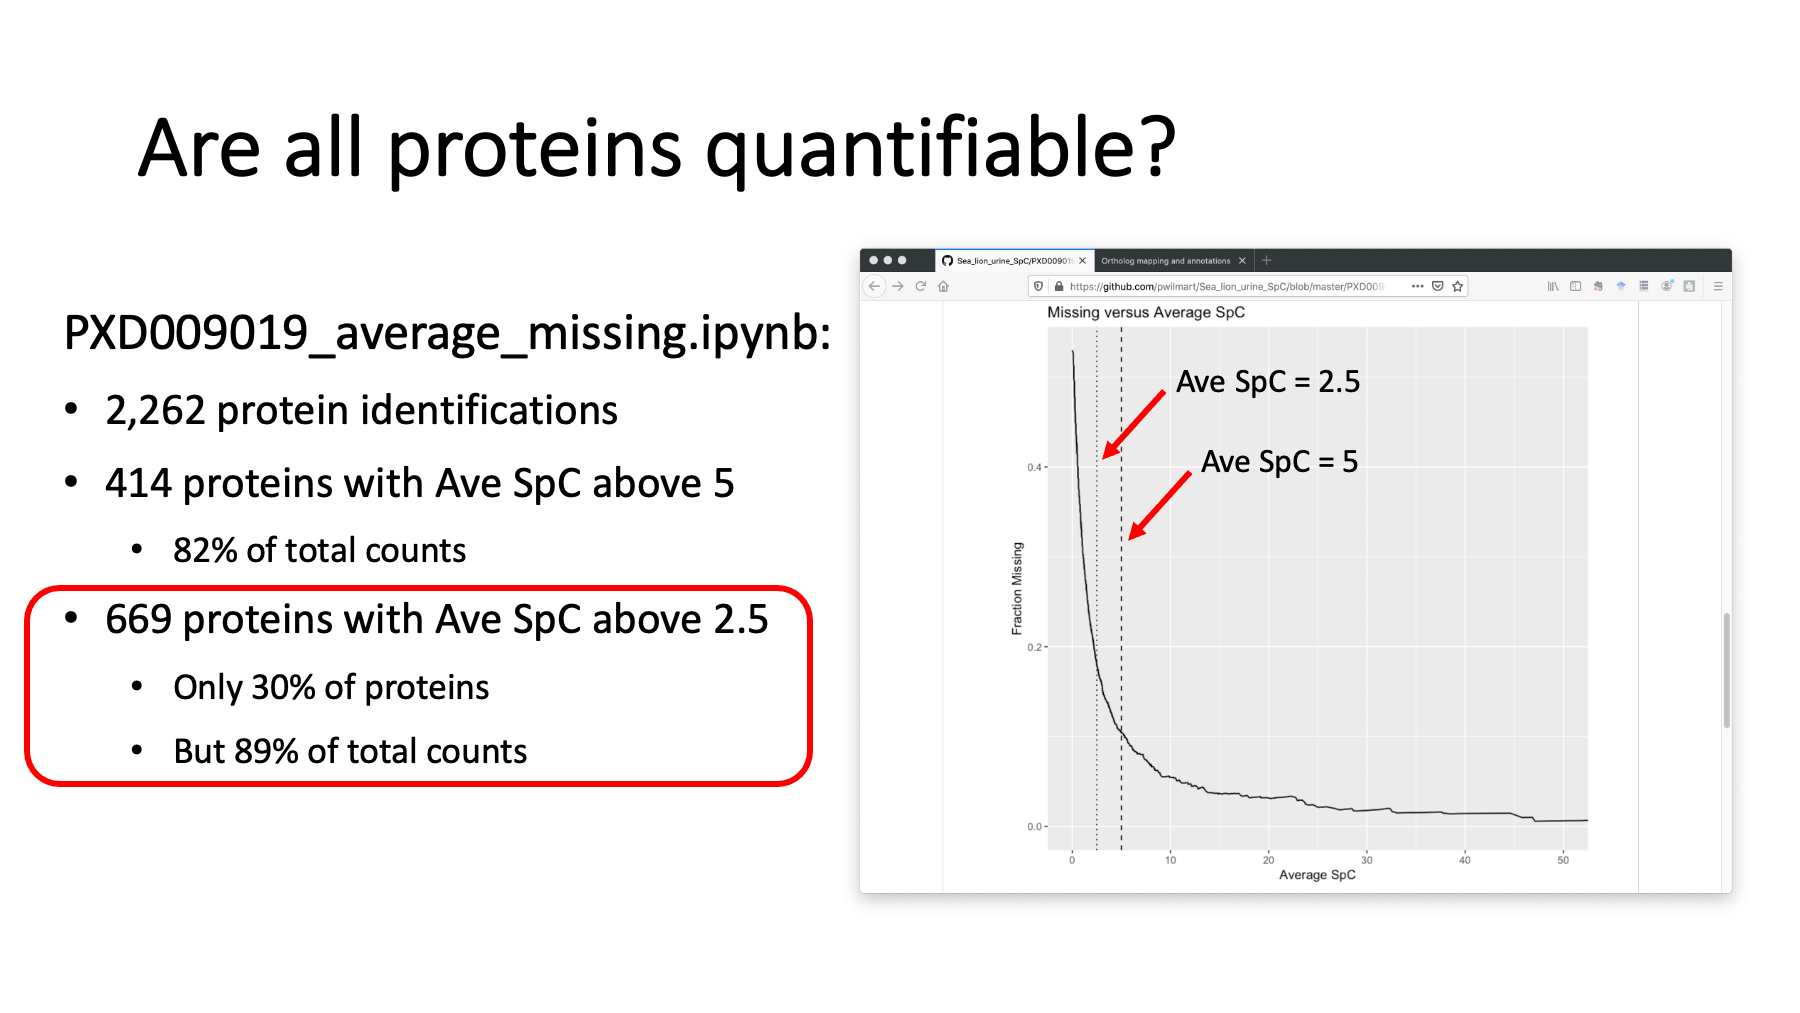 Are all proteins quantifiable?
PXD009019_average_missing.ipynb:
• 2,262 protein identifications
• 414 proteins with Ave SpC above 5
• 82% of total counts
• 669 proteins with Ave SpC above 2.5
• Only 30% of proteins
• But 89% of total counts
Sea_lion_urine_SpC/PXD009019
Ortholog mapping and annotations
https://github.com/pwilmart/Sea_lion_urine_SpC/blob/master/PXD009
Missing versus Average SpC
Ave SpC = 2.5
Ave SpC = 5
Fraction Missing
0.4
0.2
0.0
0 10 20 30 40 50
Average SpC